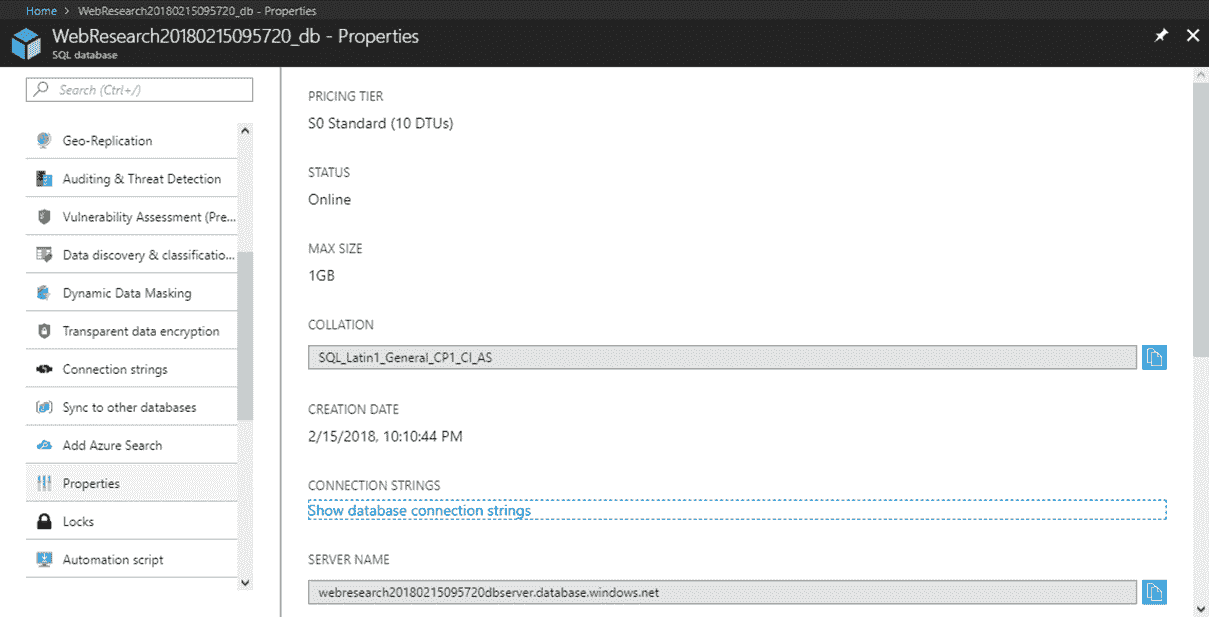 Home > WebResearch20180215095720_db - Properties
WebResearch20180215095720_db - Properties
SQL database
Search (Ctrl+/)
Geo-Replication
Auditing & Threat Detection
Vulnerability Assessment (Pre...
Data discovery & classificatio...
Dynamic Data Masking
Transparent data encryption
Connection strings
Sync to other databases
Add Azure Search
Properties
Locks
Automation script
PRICING TIER
S0 Standard (10 DTUs)
STATUS
Online
MAX SIZE
1GB
COLLATION
SQL_Latin1_General_CP1_CI_AS
CREATION DATE
2/15/2018, 10:10:44 PM
CONNECTION STRINGS
Show database connection strings
SERVER NAME
webresearch20180215095720dbserver.database.windows.net